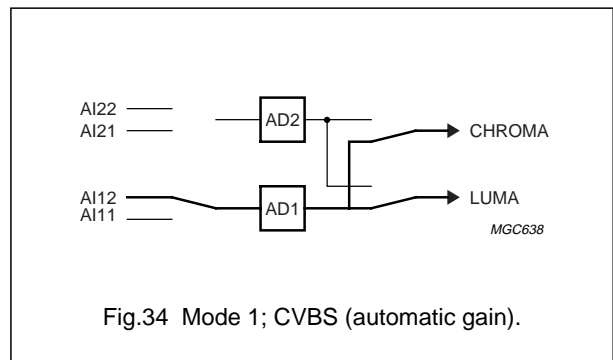 AI22
AI21
AD2
CHROMA
AI12
AI11
AD1
LUMA
MGC638
Fig.34 Mode 1; CVBS (automatic gain).